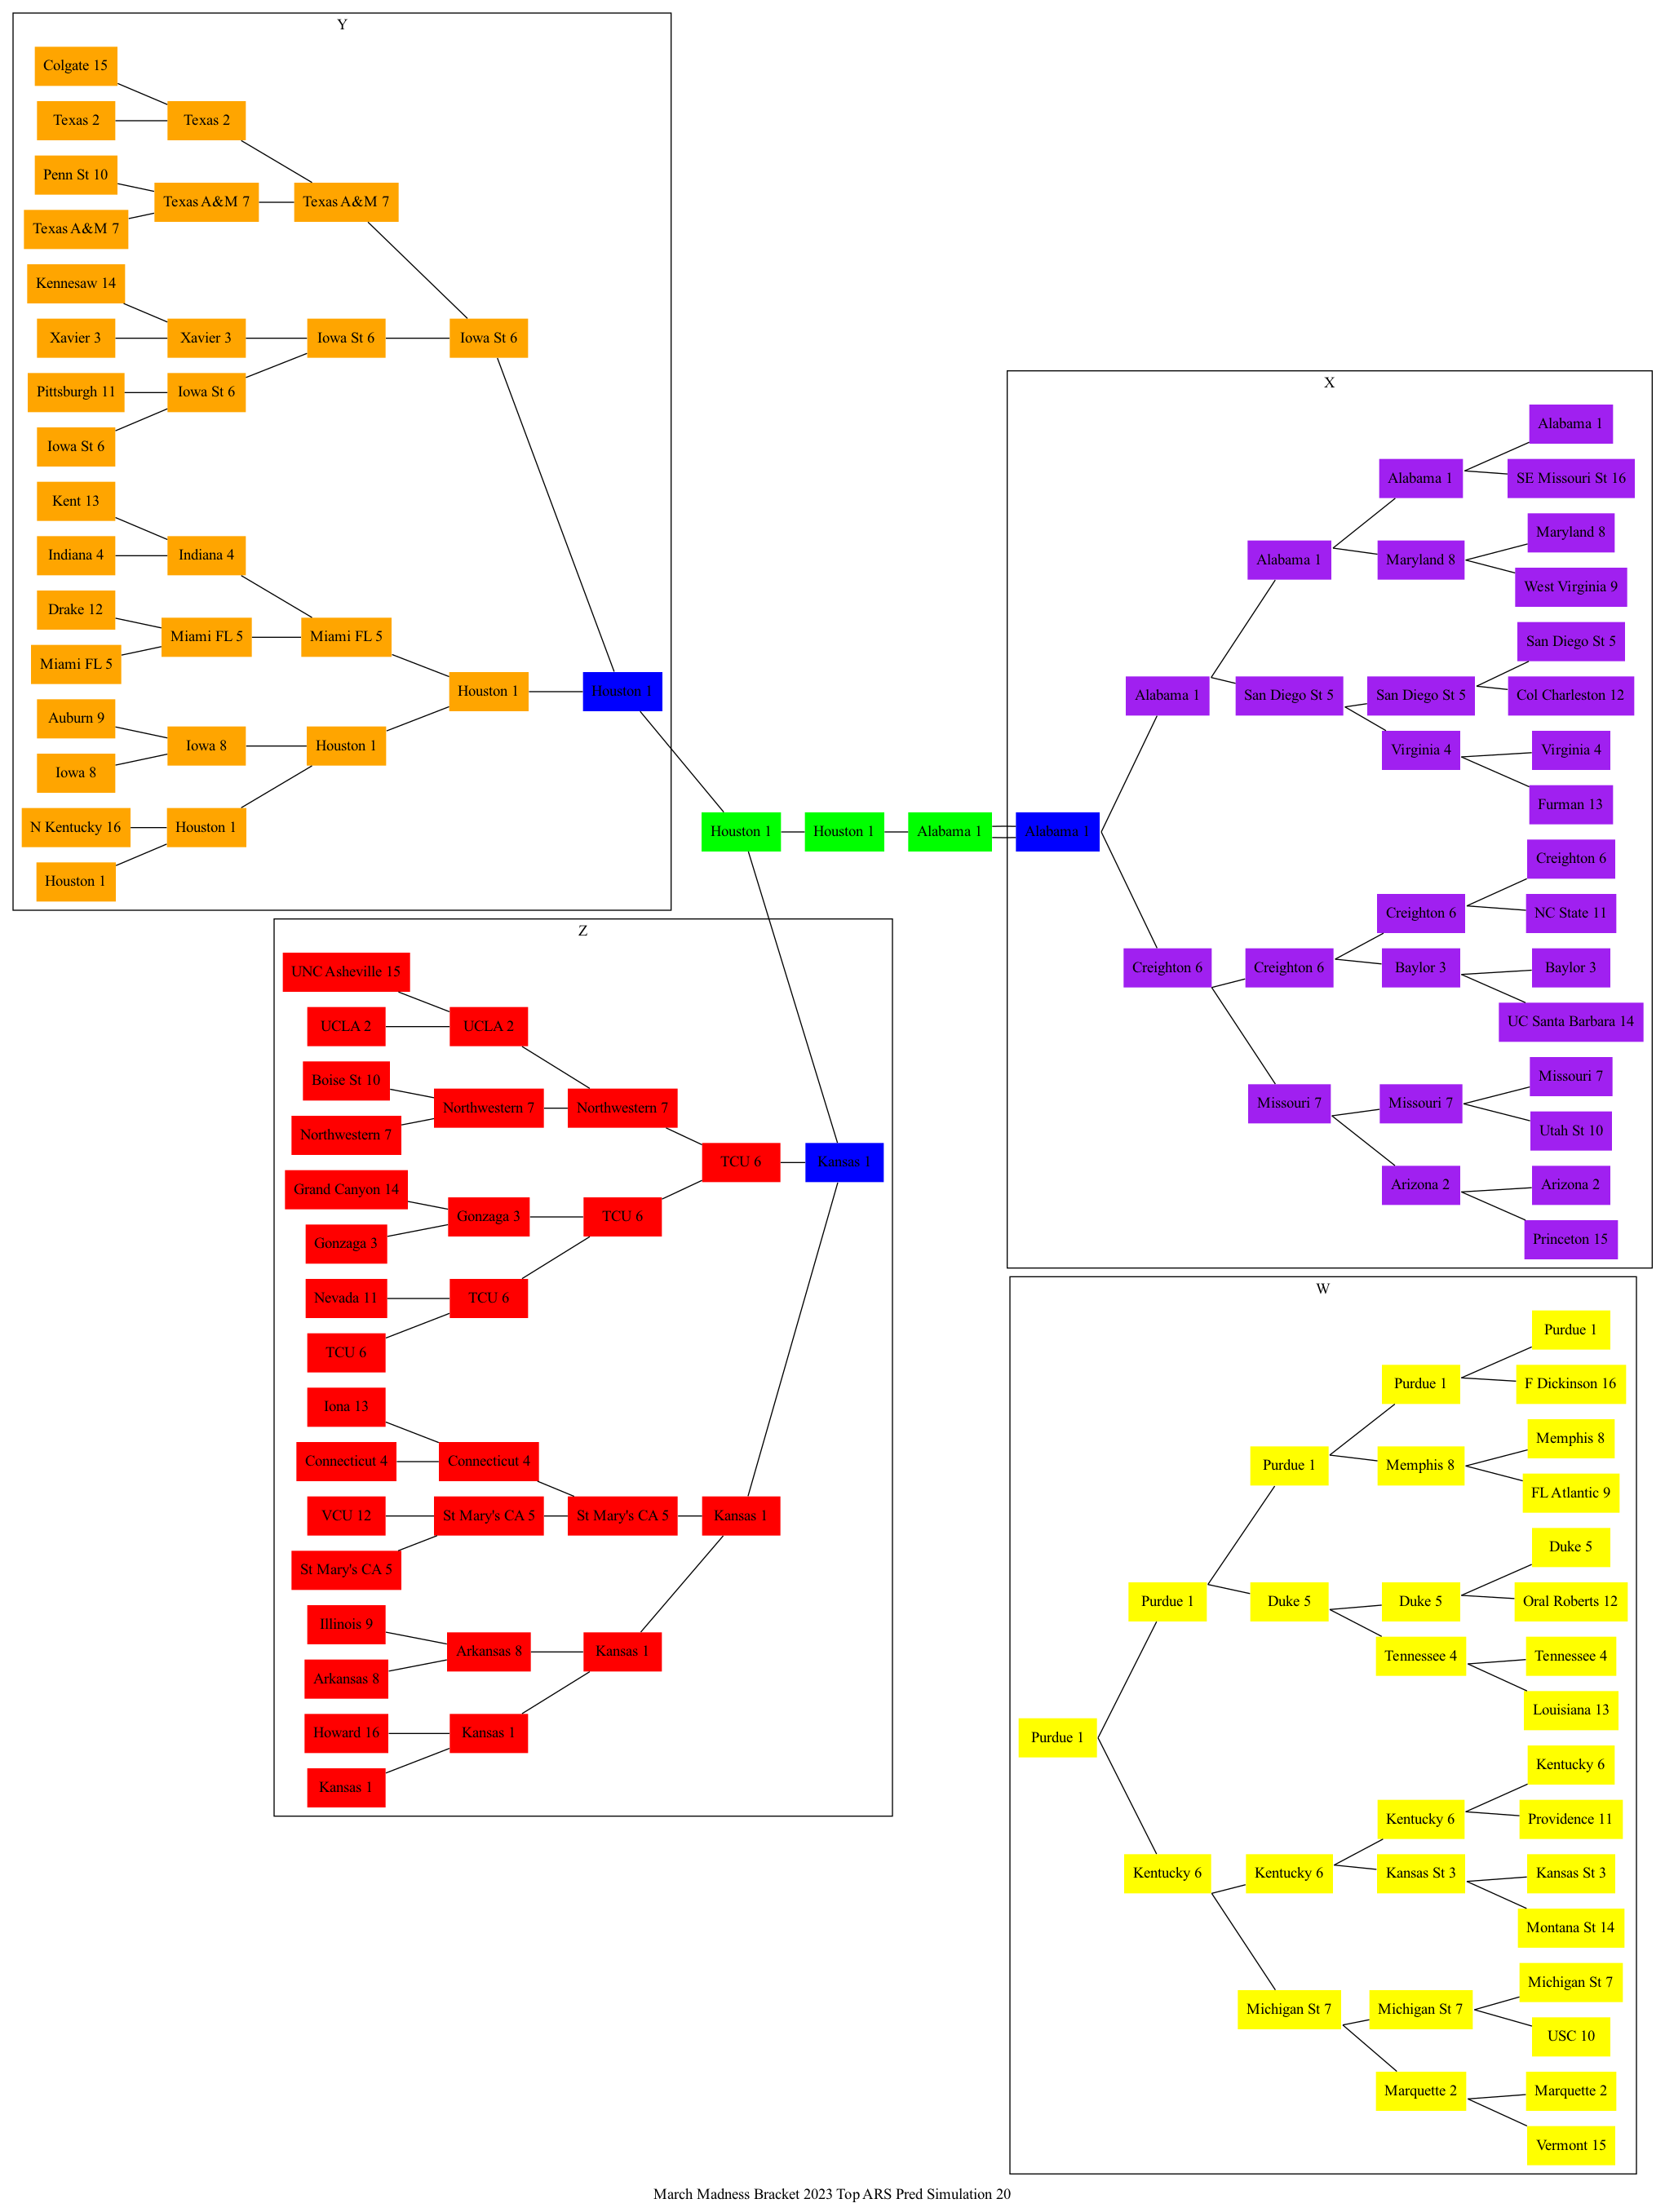 Y
Colgate 15
Texas 2
Penn St 10
Texas A&M 7
Kennesaw 14
Xavier 3
Pittsburgh 11
Iowa St 6
Kent 13
Indiana 4
Drake 12
Miami FL 5
Auburn 9
Iowa 8
N Kentucky 16
Houston 1
Texas 2
Texas A&M 7
Xavier 3
Iowa St 6
Indiana 4
Miami FL 5
Iowa 8
Houston 1
Texas A&M 7
Iowa St 6
Miami FL 5
Houston 1
Iowa St 6
Houston 1
Houston 1
Z
UNC Asheville 15
UCLA 2
Boise St 10
Northwestern 7
Grand Canyon 14
Gonzaga 3
Nevada 11
TCU 6
Iona 13
Connecticut 4
VCU 12
St Mary's CA 5
Illinois 9
Arkansas 8
Howard 16
Kansas 1
UCLA 2
Northwestern 7
Gonzaga 3
TCU 6
Connecticut 4
St Mary's CA 5
Arkansas 8
Kansas 1
Northwestern 7
TCU 6
St Mary's CA 5
Kansas 1
TCU 6
Kansas 1
Kansas 1
Houston 1
Houston 1
Alabama 1
X
Alabama 1
Alabama 1
Creighton 6
Alabama 1
San Diego St 5
Creighton 6
Missouri 7
Alabama 1
Maryland 8
San Diego St 5
Virginia 4
Creighton 6
Baylor 3
Missouri 7
Arizona 2
Alabama 1
SE Missouri St 16
Maryland 8
West Virginia 9
San Diego St 5
Col Charleston 12
Virginia 4
Furman 13
Creighton 6
NC State 11
Baylor 3
UC Santa Barbara 14
Missouri 7
Utah St 10
Arizona 2
Princeton 15
W
Purdue 1
Purdue 1
Kentucky 6
Purdue 1
Duke 5
Kentucky 6
Michigan St 7
Purdue 1
Memphis 8
Duke 5
Tennessee 4
Kentucky 6
Kansas St 3
Michigan St 7
Marquette 2
Purdue 1
F Dickinson 16
Memphis 8
FL Atlantic 9
Duke 5
Oral Roberts 12
Tennessee 4
Louisiana 13
Kentucky 6
Providence 11
Kansas St 3
Montana St 14
Michigan St 7
USC 10
Marquette 2
Vermont 15
March Madness Bracket 2023 Top ARS Pred Simulation 20